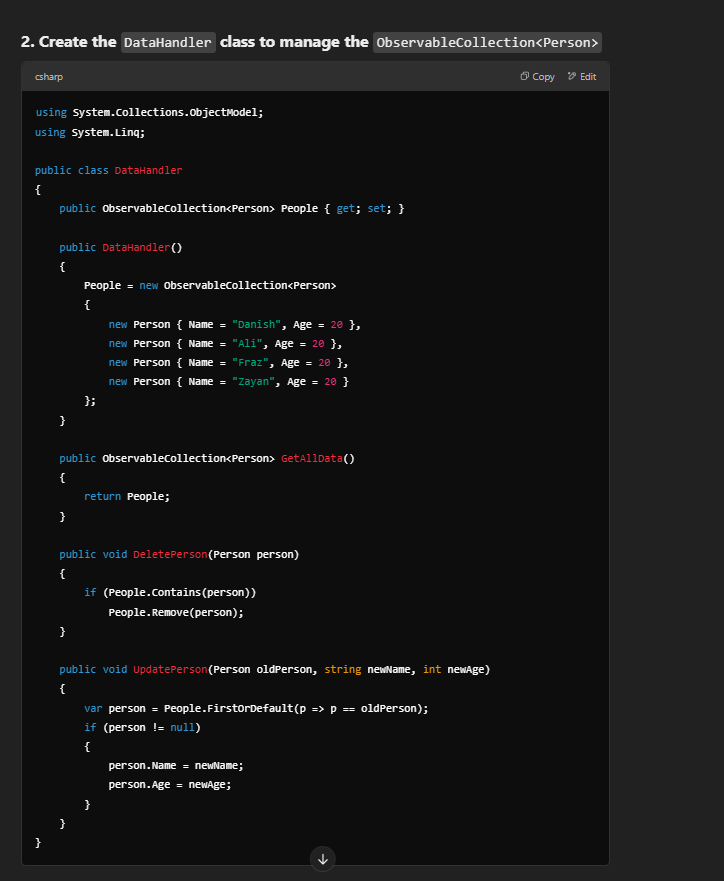 2. Create the DataHandler class to manage the ObservableCollection<Person>
csharp
Copy
Edit
using System.Collections.ObjectModel;
using System.Linq;
public class DataHandler
{
public ObservableCollection<Person> People { get; set; }
public DataHandler()
{
People = new ObservableCollection<Person>
{
new Person { Name = "Danish", Age = 20 },
new Person { Name = "Ali", Age = 20 },
new Person { Name = "Fraz", Age = 20 },
new Person { Name = "Zayan", Age = 20 }
};
}
public ObservableCollection<Person> GetAllData()
{
return People;
}
public void DeletePerson(Person person)
{
if (People.Contains(person))
People.Remove(person);
}
public void UpdatePerson(Person oldPerson, string newName, int newAge)
{
var person = People.FirstOrDefault(p => p == oldPerson);
if (person != null)
{
person.Name = newName;
person.Age = newAge;
}
}
}